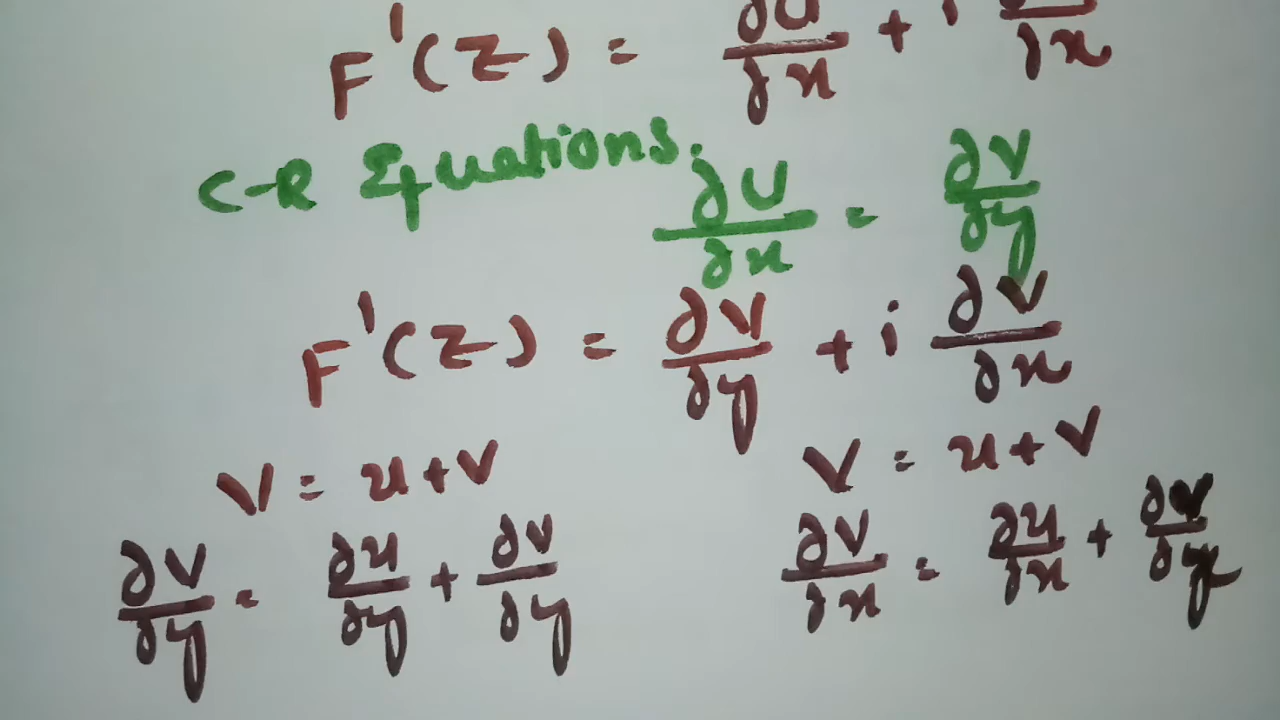 F'(z) = ∂U/∂x + i ∂/∂x
C-R Equations. ∂U/∂x = ∂V/∂y
F'(z) = ∂V/∂y + i ∂V/∂x
V = u+v V = u+v
∂V/∂y = ∂u/∂y + ∂v/∂y ∂V/∂x = ∂u/∂x + ∂v/∂y